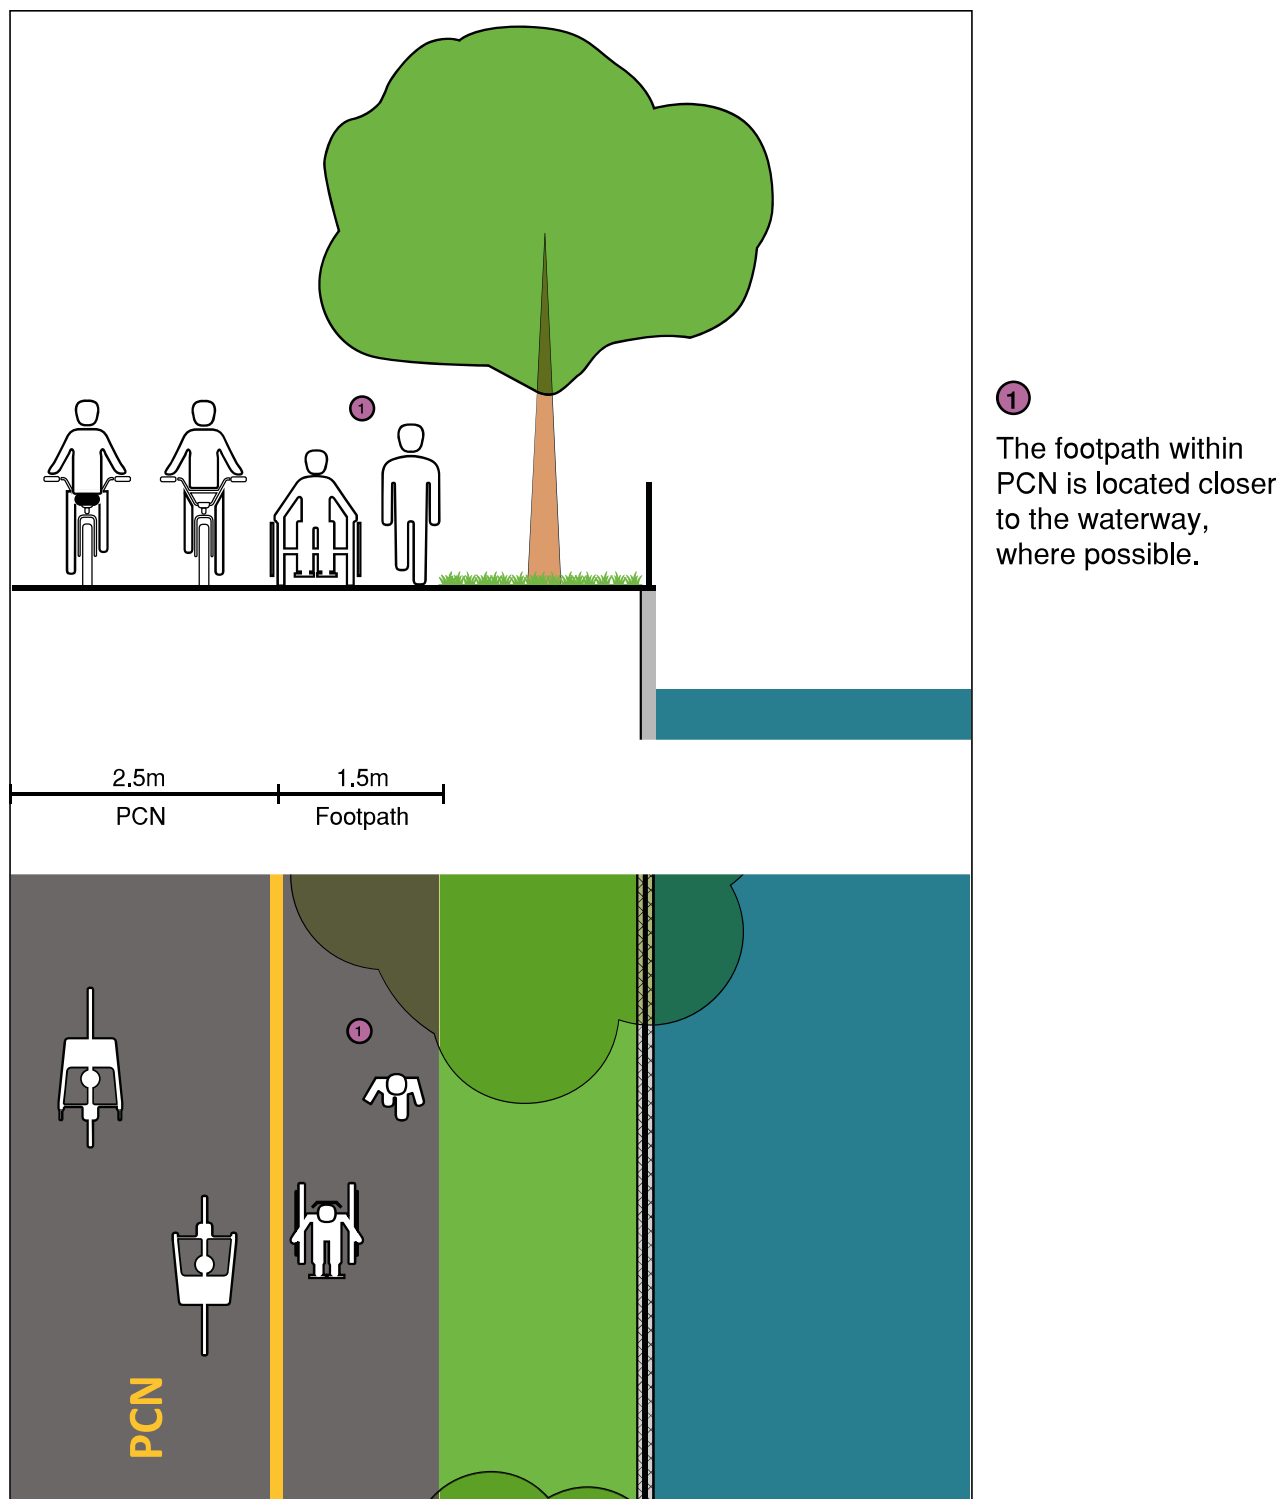 1
1
The footpath within
PCN is located closer
to the waterway,
where possible.
2.5m
1.5m
PCN
Footpath
1
PCN